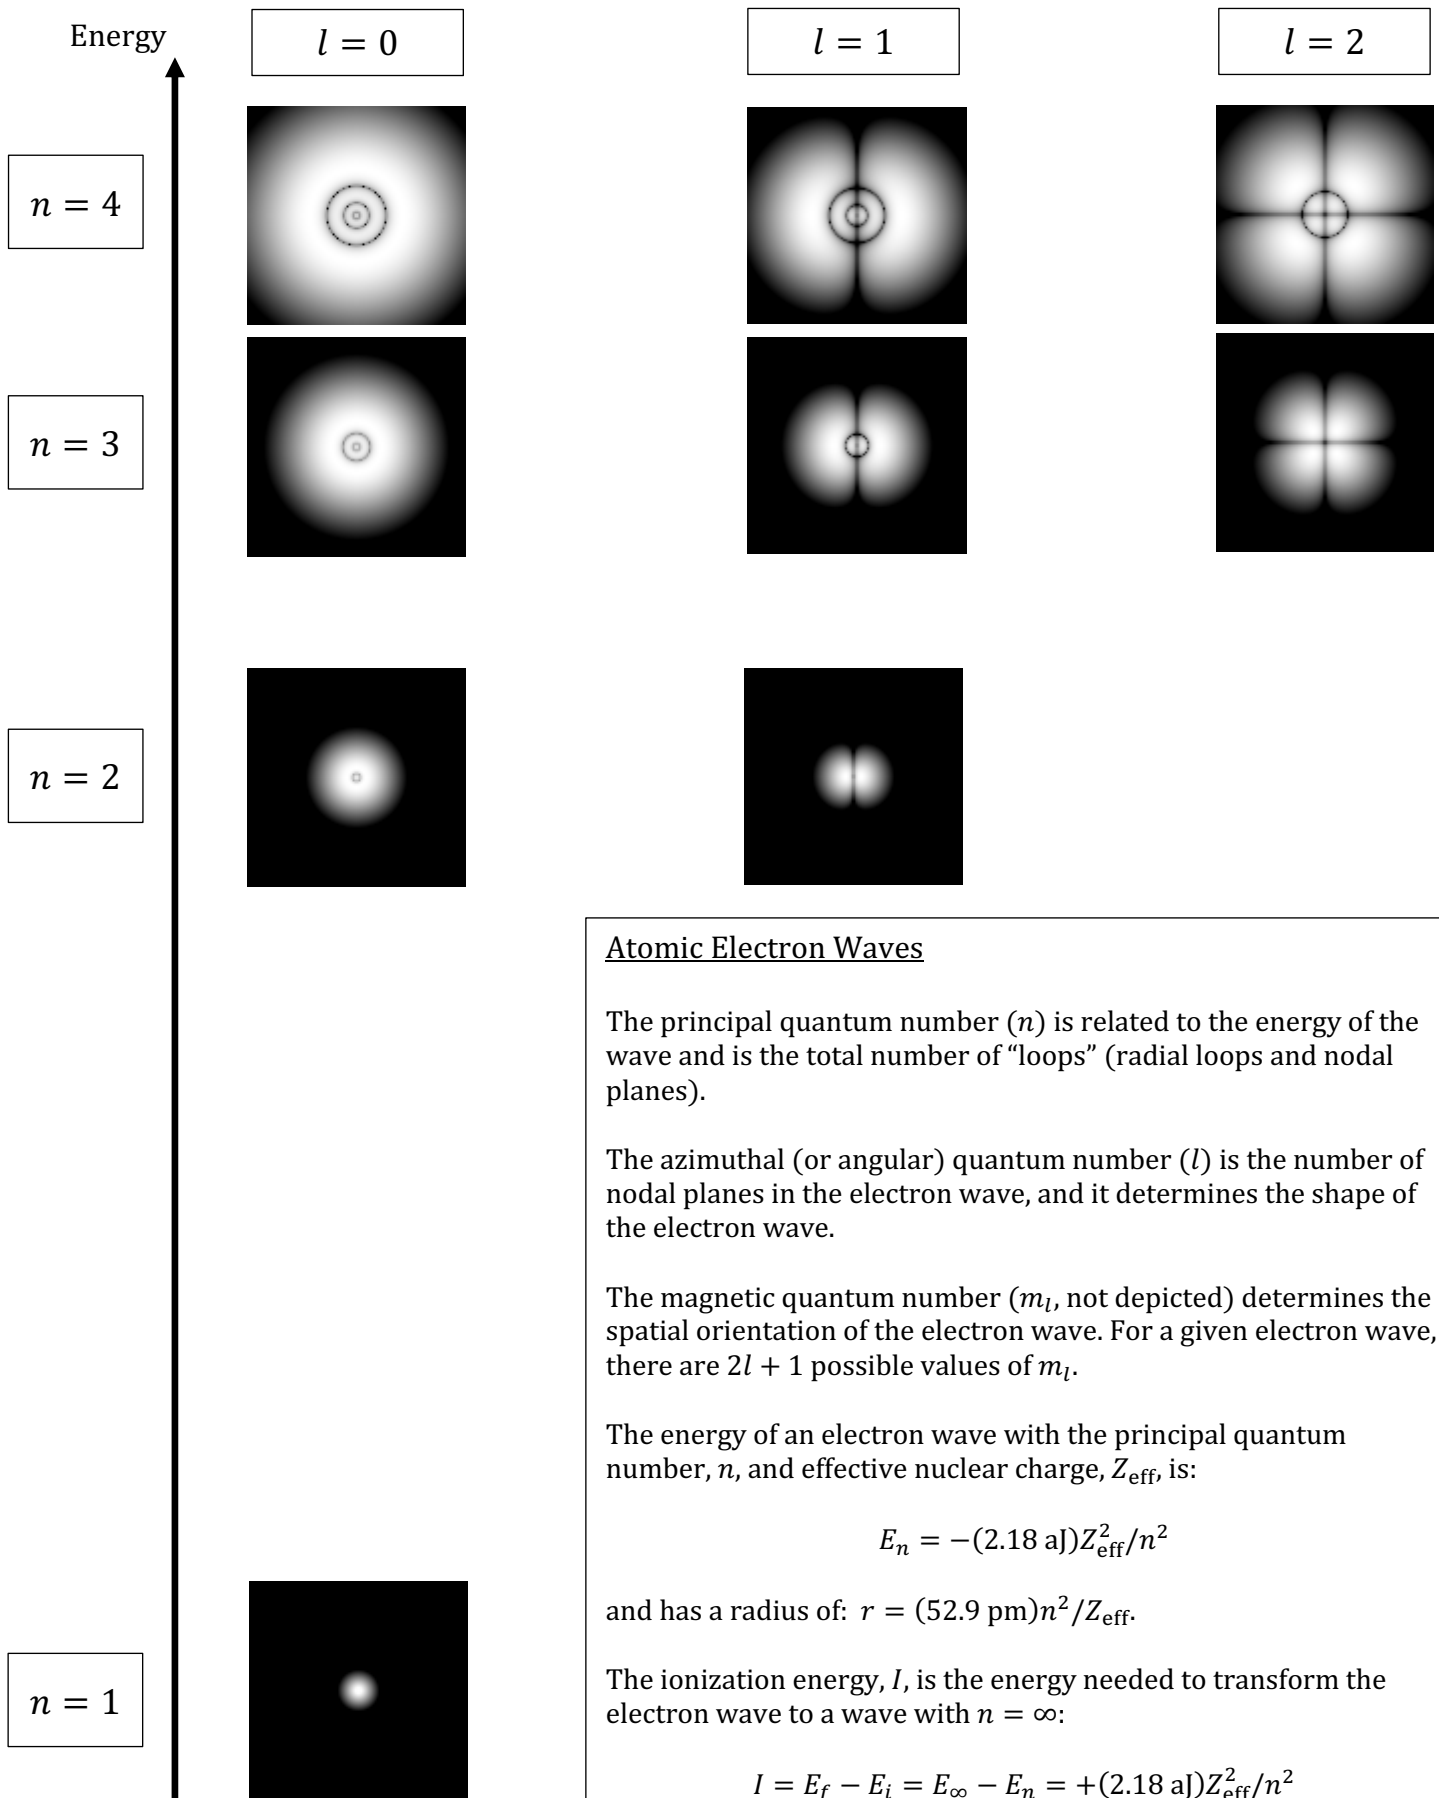 Energy
l = 0
l = 1
l = 2
n = 4
n = 3
n = 2
Atomic Electron Waves
The principal quantum number (n) is related to the energy of the
wave and is the total number of “loops” (radial loops and nodal
planes).
The azimuthal (or angular) quantum number (l) is the number of
nodal planes in the electron wave, and it determines the shape of
the electron wave.
The magnetic quantum number (mₗ, not depicted) determines the
spatial orientation of the electron wave. For a given electron wave,
there are 2l + 1 possible values of mₗ.
The energy of an electron wave with the principal quantum
number, n, and effective nuclear charge, Z_eff, is:
E_n = −(2.18 aJ)Z_eff^2/n^2
and has a radius of: r = (52.9 pm)n^2/Z_eff.
The ionization energy, I, is the energy needed to transform the
electron wave to a wave with n = ∞:
n = 1
I = E_f − E_i = E_∞ − E_n = +(2.18 aJ)Z_eff^2/n^2